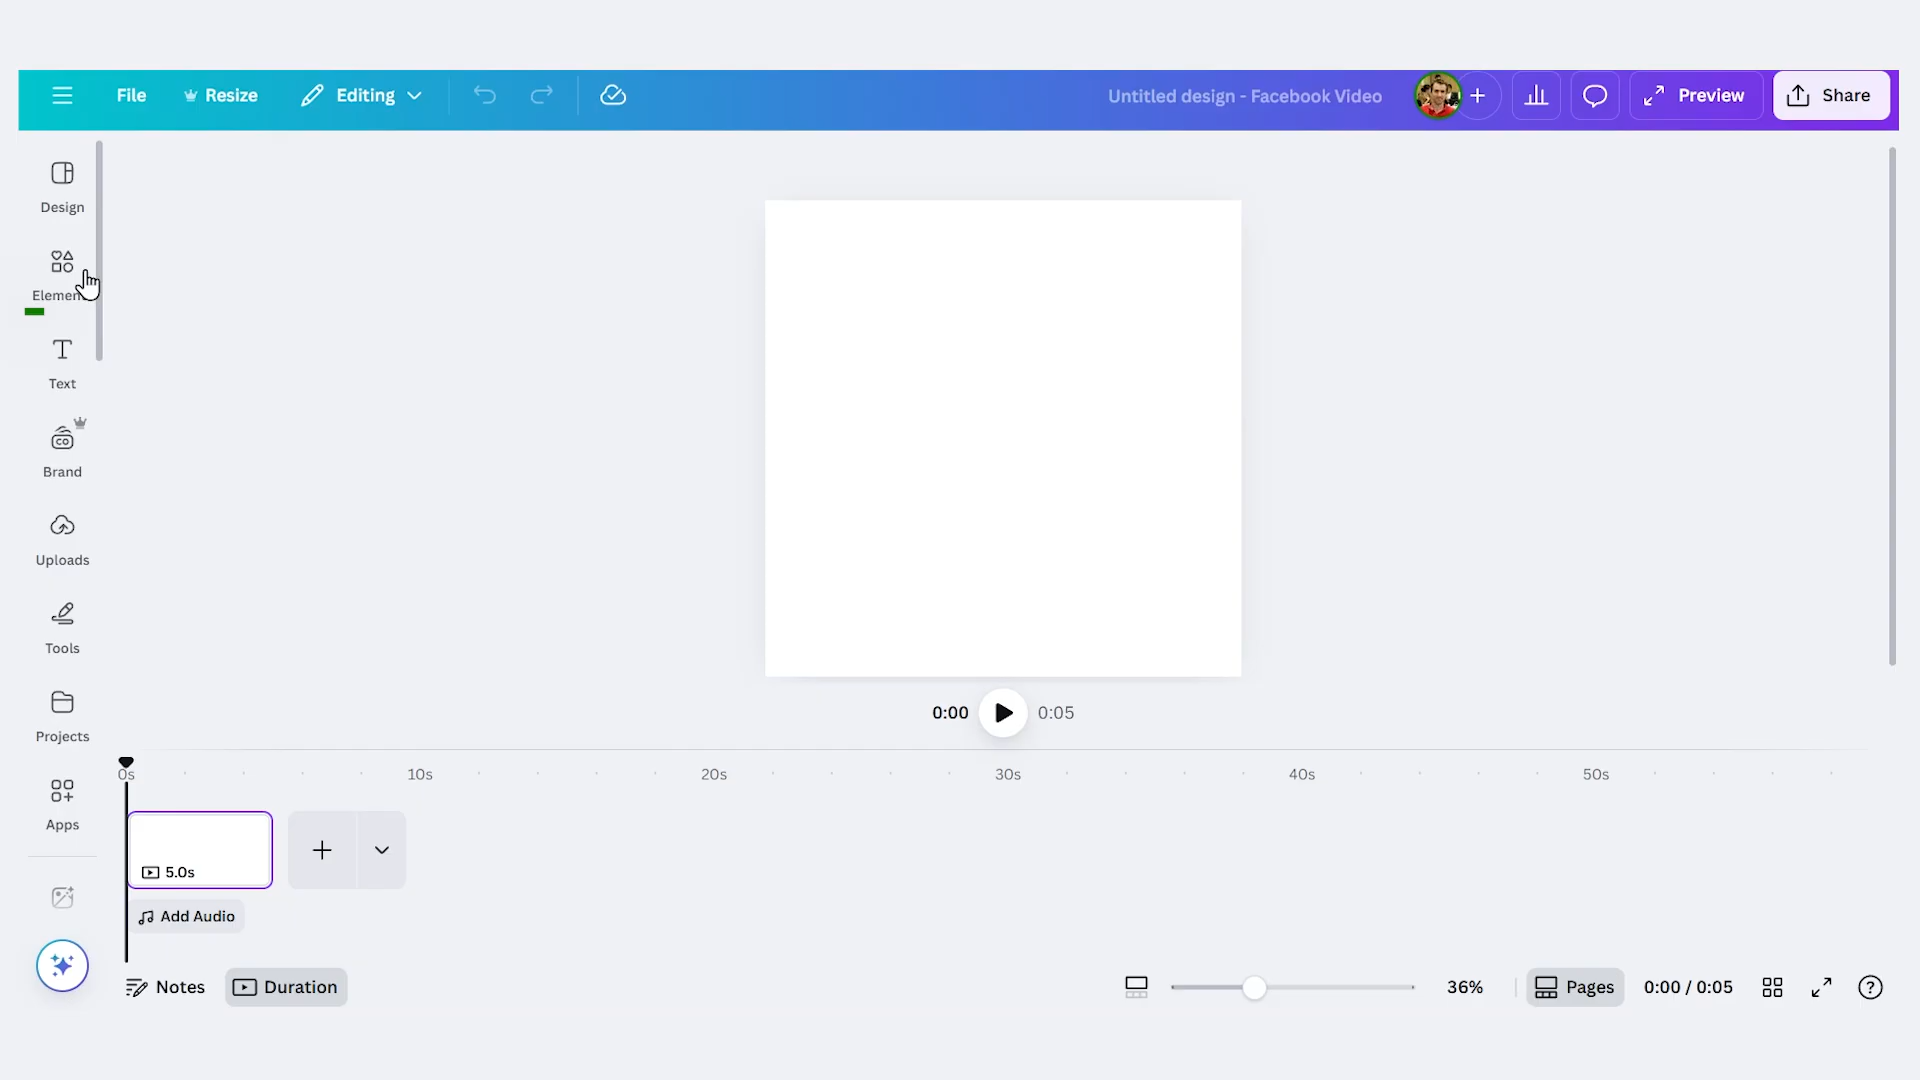 File
Resize
Editing
Untitled design - Facebook Video
Preview
Share
Design
Elemen
Text
CO
Brand
Uploads
Tools
Projects
Apps
0:00
0:05
0s
10s
20s
30s
40s
50s
5.0s
Add Audio
Notes
Duration
36%
Pages
0:00 / 0:05